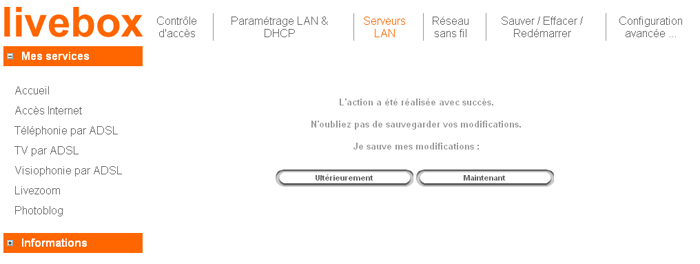 livebox
Contrôle
d'accès
Paramétrage LAN &
DHCP
Serveurs
LAN
Réseau
sans fil
Sauver / Effacer /
Redémarrer
Configuration
avancée ...
Mes services
Accueil
Accès Internet
Téléphonie par ADSL
TV par ADSL
Visiophonie par ADSL
Livezoom
Photoblog
Informations
L'action a été réalisée avec succès.
N'oubliez pas de sauvegarder vos modifications.
Je sauve mes modifications :
Ultérieurement
Maintenant